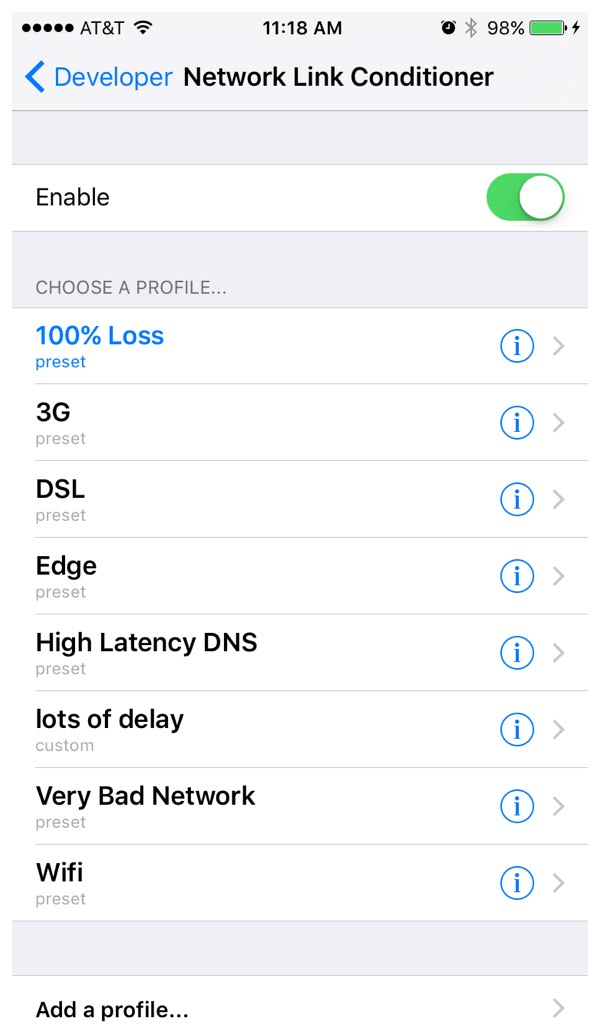 AT&T 11:18 AM 98%
Developer Network Link Conditioner
Enable
CHOOSE A PROFILE...
100% Loss
preset
3G
preset
DSL
preset
Edge
preset
High Latency DNS
preset
lots of delay
custom
Very Bad Network
preset
Wifi
preset
Add a profile...